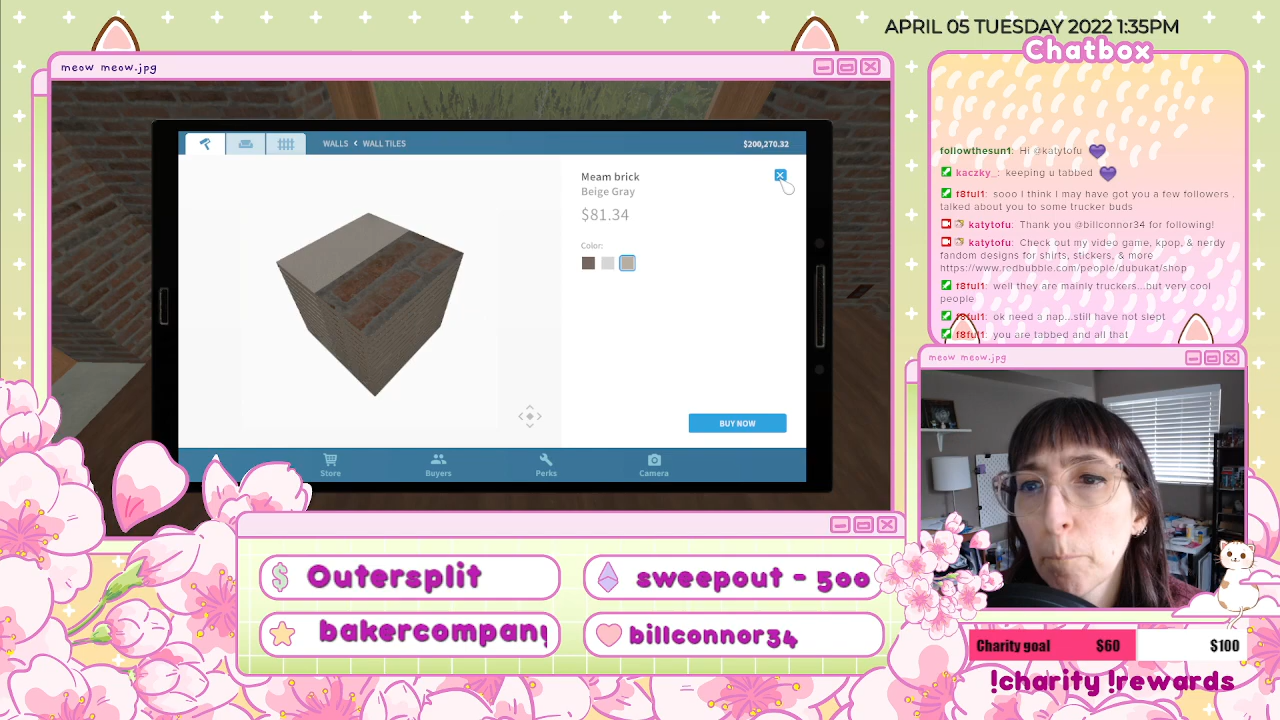 APRIL 05 TUESDAY 2022 1:35PM
meow meow.jpg
Chatbox
WALLS < WALL TILES
$200,270.32
Meam brick
Beige Gray
$81.34
Color:
BUY NOW
Store
Buyers
Perks
Camera
followthesun1: Hi @katytofu
kaczky_: keeping u tabbed
f8ful1: sooo I think I may have got you a few followers .
talked about you to some trucker buds
katytofu: Thank you @billconnor34 for following!
katytofu: Check out my video game, kpop, & nerdy
fandom designs for shirts, stickers, & more
https://www.redbubble.com/people/dubukat/shop
f8ful1: well they are mainly truckers...but very cool
people
f8ful1: ok need a nap...still have not slept
f8ful1: you are tabbed and all that
meow meow.jpg
Outersplit
sweepout - 500
bakercompany
billconnor34
Charity goal $60 $100
!charity !rewards